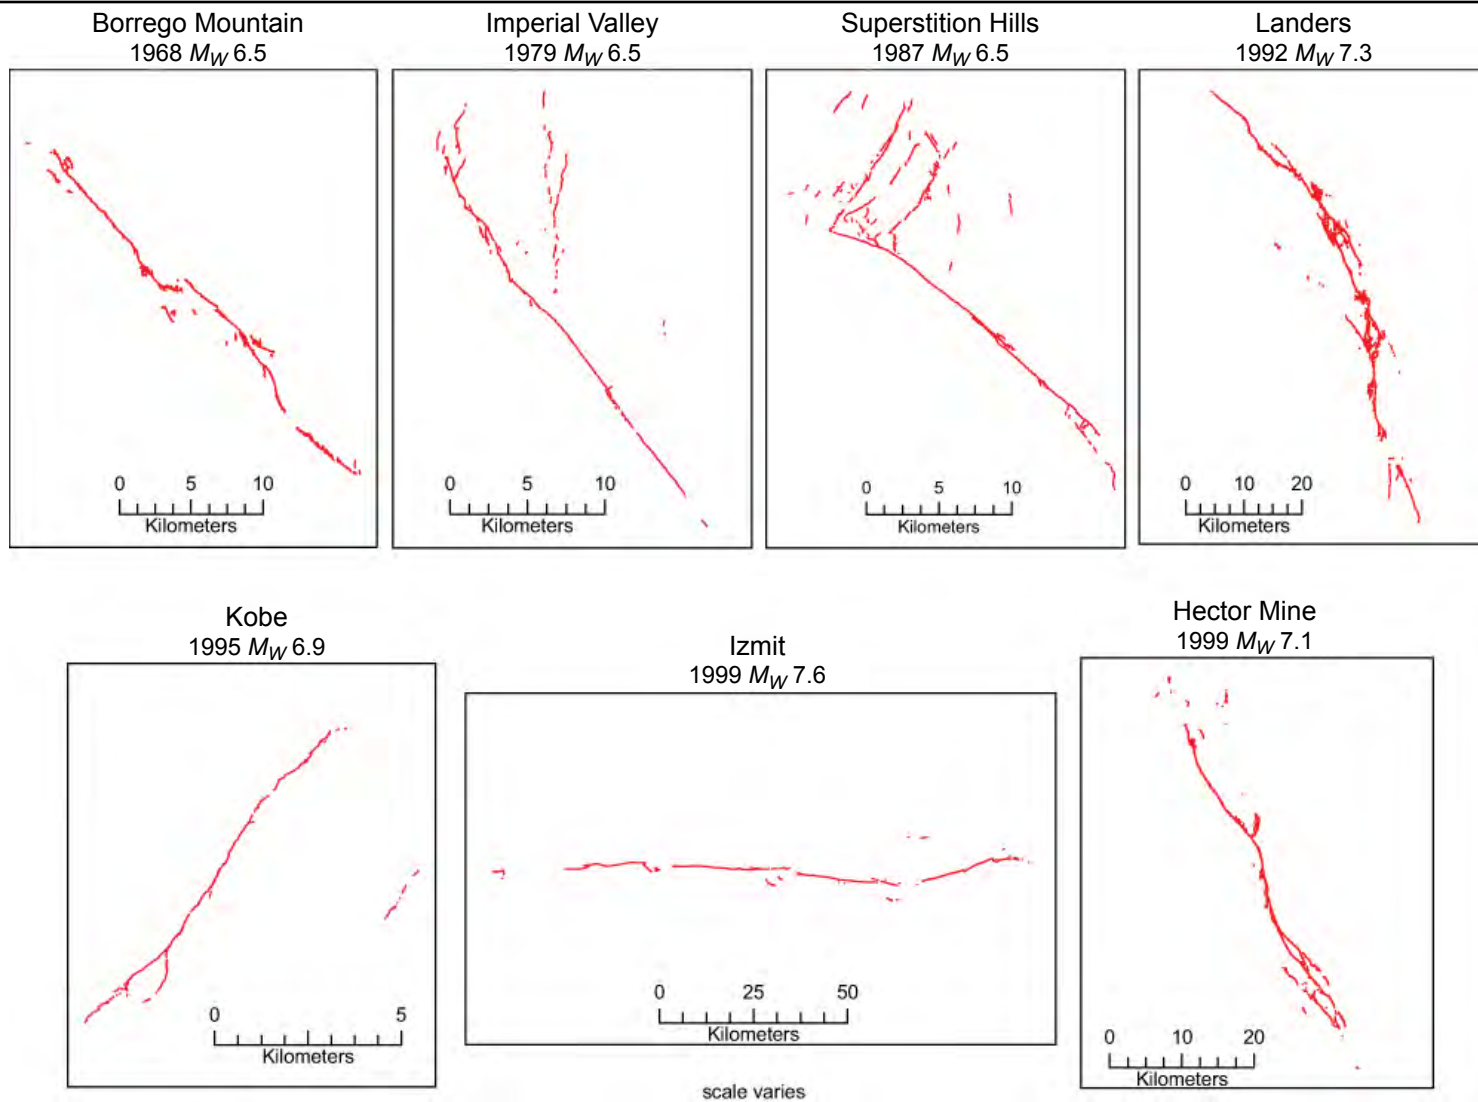 Borrego Mountain
1968 MW 6.5
Imperial Valley
1979 MW 6.5
Superstition Hills
1987 MW 6.5
Landers
1992 MW 7.3
0 5 10
Kilometers
0 5 10
Kilometers
0 5 10
Kilometers
0 10 20
Kilometers
Kobe
1995 MW 6.9
Izmit
1999 MW 7.6
Hector Mine
1999 MW 7.1
0 5
Kilometers
0 25 50
Kilometers
0 10 20
Kilometers
scale varies